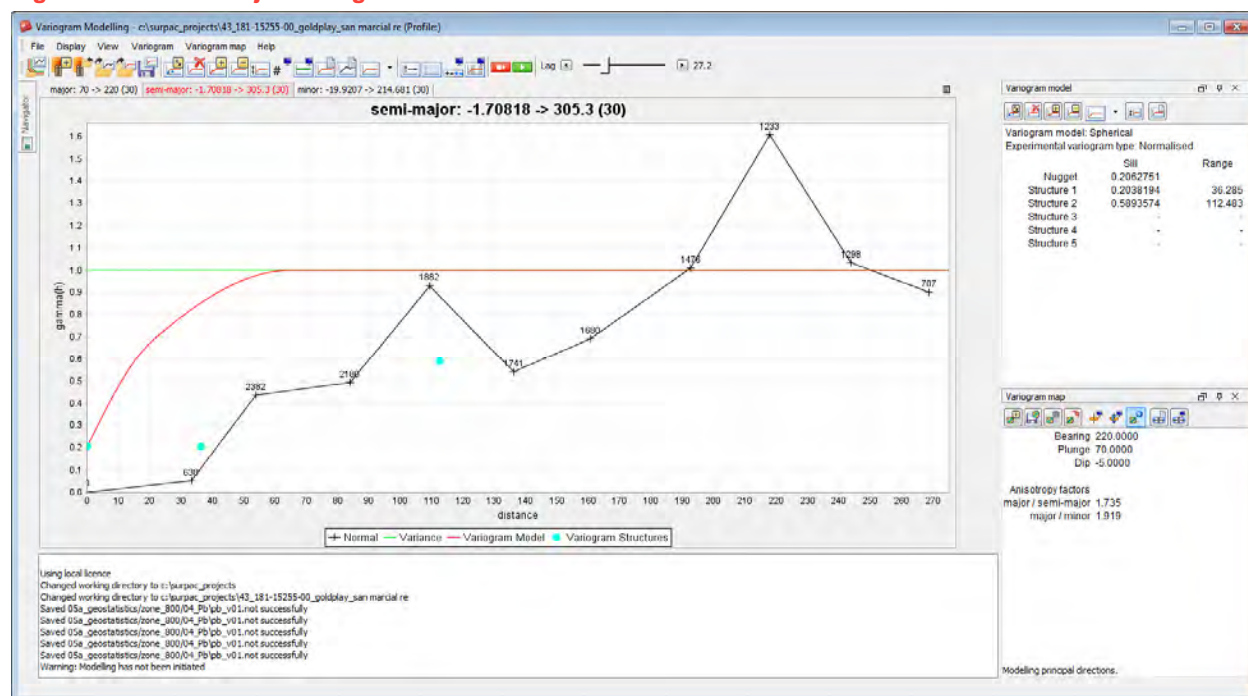 Variogram Modelling - c:\surpac_projects\43_181-15255-00_goldplay_san marcial re (Profile:)
File Display View Variogram Variogram map Help
Lag 27.2
major: 70 -> 220 (30) semi-major: -1.70818 -> 305.3 (30) minor: -19.9207 -> 214.681 (30)
Navigator
semi-major: -1.70818 -> 305.3 (30)
gamma(h)
1.6
1.5
1.4
1.3
1.2
1.1
1.0
0.9
0.8
0.7
0.6
0.5
0.4
0.3
0.2
0.1
0.0
630
2382
1882
1741
1680
1476
1233
1298
707
0 10 20 30 40 50 60 70 80 90 100 110 120 130 140 150 160 170 180 190 200 210 220 230 240 250 260 270
distance
Normal Variance Variogram Model Variogram Structures
Variogram model
Variogram model: Spherical
Experimental variogram type: Normalised
Sill Range
Nugget 0.2062751
Structure 1 0.2038194 36.285
Structure 2 0.5893574 112.483
Structure 3 - -
Structure 4 - -
Structure 5 - -
Variogram map
Bearing 220.0000
Plunge 70.0000
Dip -5.0000
Anisotropy factors
major / semi-major 1.735
major / minor 1.919
Modelling principal directions.
Using local licence
Changed working directory to c:\surpac_projects
Changed working directory to c:\surpac_projects\43_181-15255-00_goldplay_san marcial re
Saved 05a_geostatistics/zone_800/04_Pb\pb_v01.not successfully
Saved 05a_geostatistics/zone_800/04_Pb\pb_v01.not successfully
Saved 05a_geostatistics/zone_800/04_Pb\pb_v01.not successfully
Saved 05a_geostatistics/zone_800/04_Pb\pb_v01.not successfully
Saved 05a_geostatistics/zone_800/04_Pb\pb_v01.not successfully
Warning: Modelling has not been initiated